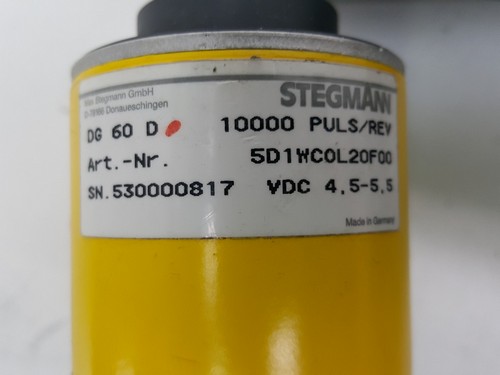 Max Stegmann GmbH
D-78166 Donaueschingen
STEGMANN
DG 60 D 10000 PULS/REV
Art.-Nr. 5D1WC0L20F00
SN.530000817 VDC 4,5-5,5
Made in Germany